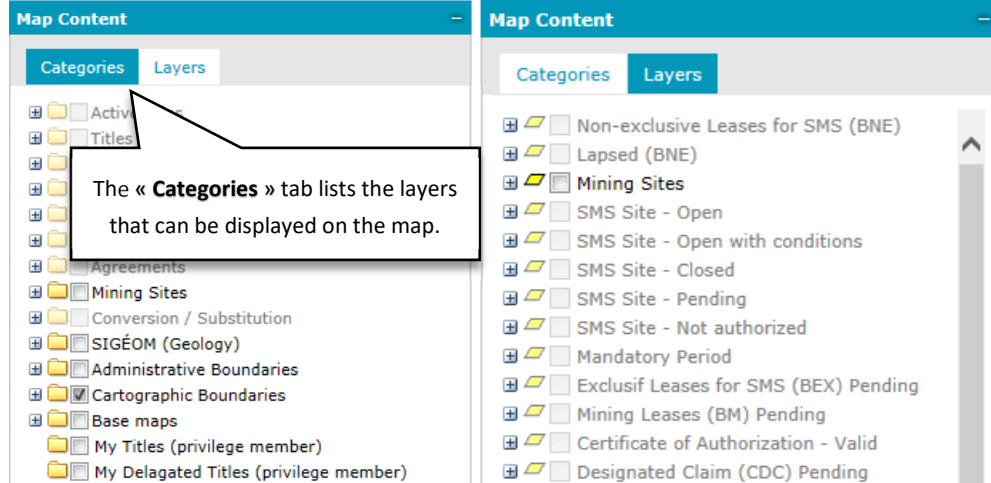 Map Content
Categories Layers
Titles
The « Categories » tab lists the layers
that can be displayed on the map.
Agreements
Mining Sites
Conversion / Substitution
SIGÉOM (Geology)
Administrative Boundaries
Cartographic Boundaries
Base maps
My Titles (privilege member)
My Delagated Titles (privilege member)
Map Content
Categories Layers
Non-exclusive Leases for SMS (BNE)
Lapsed (BNE)
Mining Sites
SMS Site - Open
SMS Site - Open with conditions
SMS Site - Closed
SMS Site - Pending
SMS Site - Not authorized
Mandatory Period
Exclusif Leases for SMS (BEX) Pending
Mining Leases (BM) Pending
Certificate of Authorization - Valid
Designated Claim (CDC) Pending